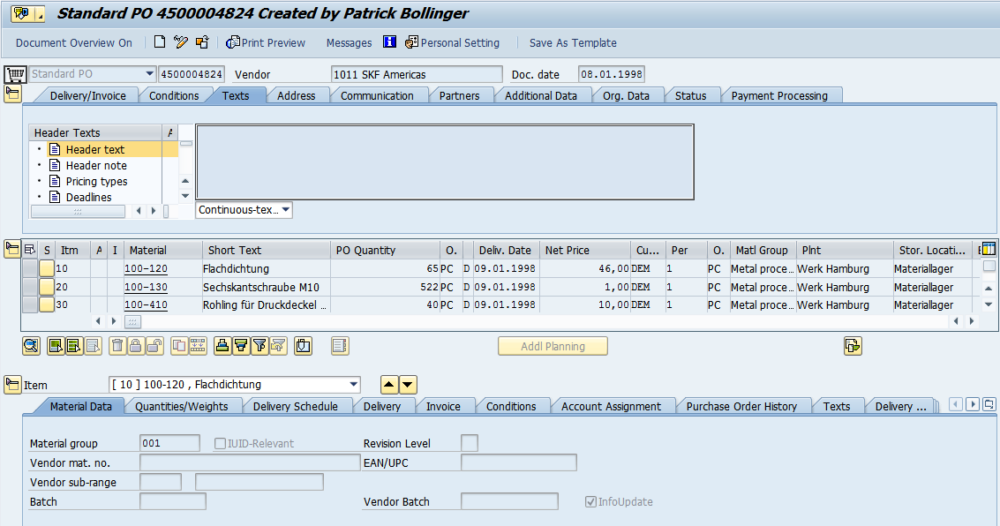 Standard PO 4500004824 Created by Patrick Bollinger
Document Overview On Print Preview Messages Personal Setting Save As Template
Standard PO 4500004824 Vendor 1011 SKF Americas Doc. date 08.01.1998
Delivery/Invoice Conditions Texts Address Communication Partners Additional Data Org. Data Status Payment Processing
Header Texts A
Header text
Header note
Pricing types
Deadlines
Continuous-tex...
S Itm A I Material Short Text PO Quantity O. Deliv. Date Net Price Cu... Per O. Matl Group Plnt Stor. Locati...
10 100-120 Flachdichtung 65 PC D 09.01.1998 46,00 DEM 1 PC Metal proce... Werk Hamburg Materiallager
20 100-130 Sechskantschraube M10 522 PC D 09.01.1998 1,00 DEM 1 PC Metal proce... Werk Hamburg Materiallager
30 100-410 Rohling für Druckdeckel ... 40 PC D 09.01.1998 10,00 DEM 1 PC Metal proce... Werk Hamburg Materiallager
Addl Planning
Item [ 10 ] 100-120 , Flachdichtung
Material Data Quantities/Weights Delivery Schedule Delivery Invoice Conditions Account Assignment Purchase Order History Texts Delivery ...
Material group 001 IUID-Relevant Revision Level
Vendor mat. no. EAN/UPC
Vendor sub-range
Batch Vendor Batch InfoUpdate